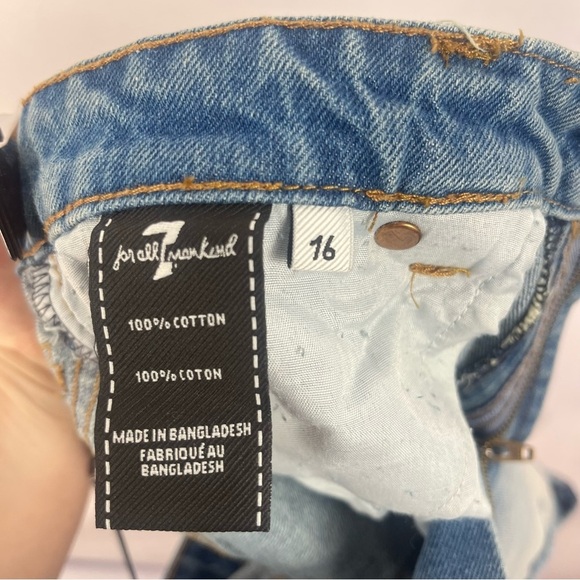 for all 7 mankind
16
100% COTTON
100% COTON
MADE IN BANGLADESH
FABRIQUÉ AU
BANGLADESH